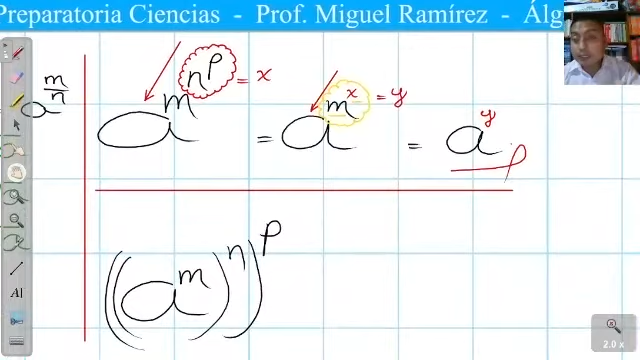 Preparatoria Ciencias - Prof. Miguel Ramírez - Álg
a^(m/n)
a^(m^(n^p)) = a^(m^x) = a^y
n^p = x
m^x = y
((a^m)^n)^p
A|
2.0 x